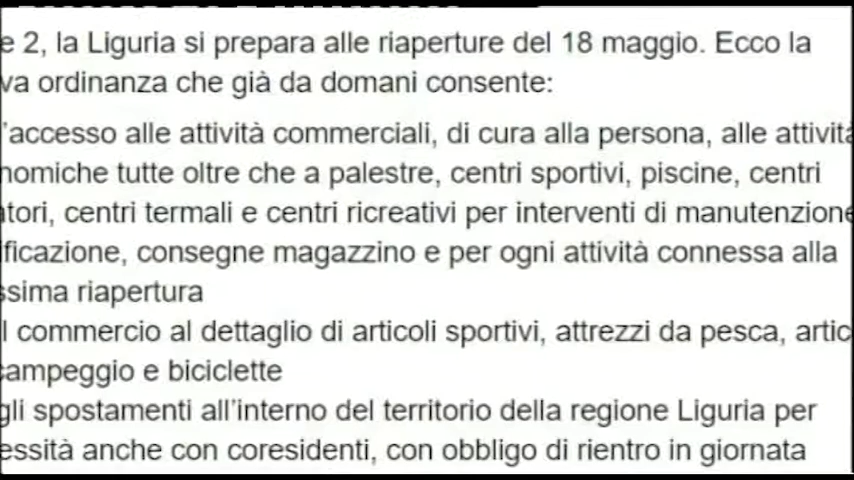 e 2, la Liguria si prepara alle riaperture del 18 maggio. Ecco la
va ordinanza che già da domani consente:
'accesso alle attività commerciali, di cura alla persona, alle attività
nomiche tutte oltre che a palestre, centri sportivi, piscine, centri
tori, centri termali e centri ricreativi per interventi di manutenzione
ificazione, consegne magazzino e per ogni attività connessa alla
ssima riapertura
l commercio al dettaglio di articoli sportivi, attrezzi da pesca, artic
campeggio e biciclette
gli spostamenti all'interno del territorio della regione Liguria per
essità anche con coresidenti, con obbligo di rientro in giornata